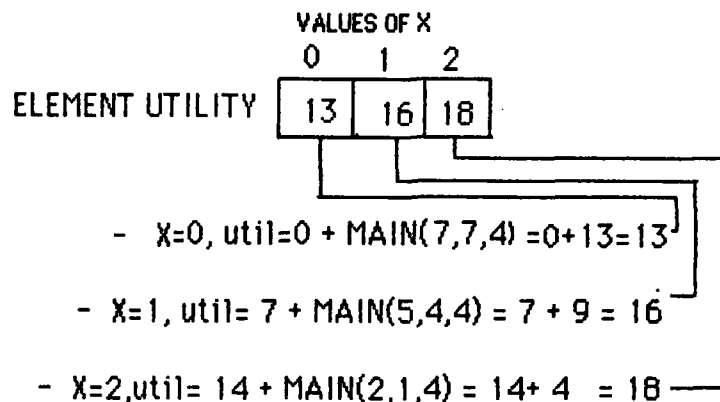 VALUES OF X
0 1 2
ELEMENT UTILITY 13 16 18
- X=0, util=0 + MAIN(7,7,4) =0+13=13
- X=1, util= 7 + MAIN(5,4,4) = 7 + 9 = 16
- X=2,util= 14 + MAIN(2,1,4) = 14+ 4 = 18